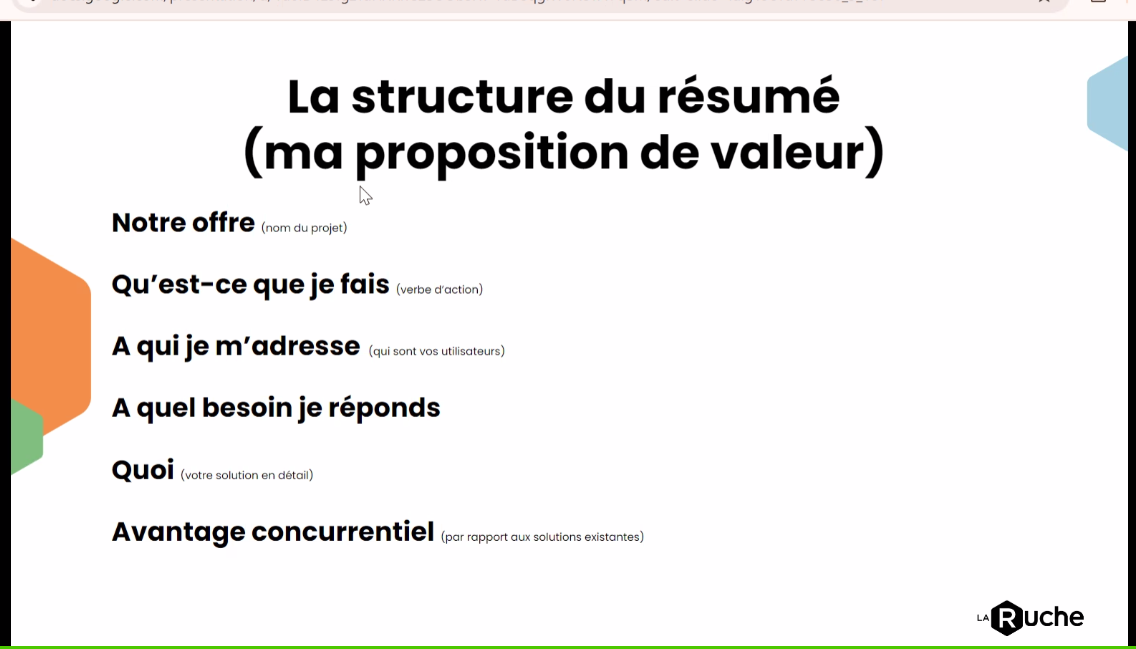 La structure du résumé
(ma proposition de valeur)
Notre offre (nom du projet)
Qu’est-ce que je fais (verbe d’action)
A qui je m’adresse (qui sont vos utilisateurs)
A quel besoin je réponds
Quoi (votre solution en détail)
Avantage concurrentiel (par rapport aux solutions existantes)
LA Ruche